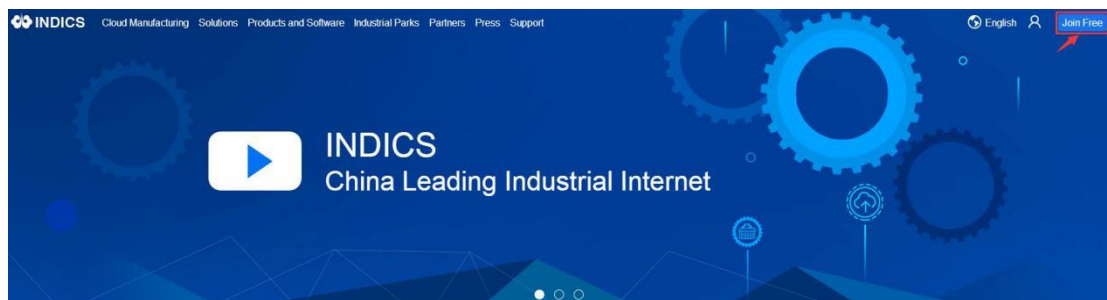 INDICS Cloud Manufacturing Solutions Products and Software Industrial Parks Partners Press Support English Join Free
INDICS
China Leading Industrial Internet